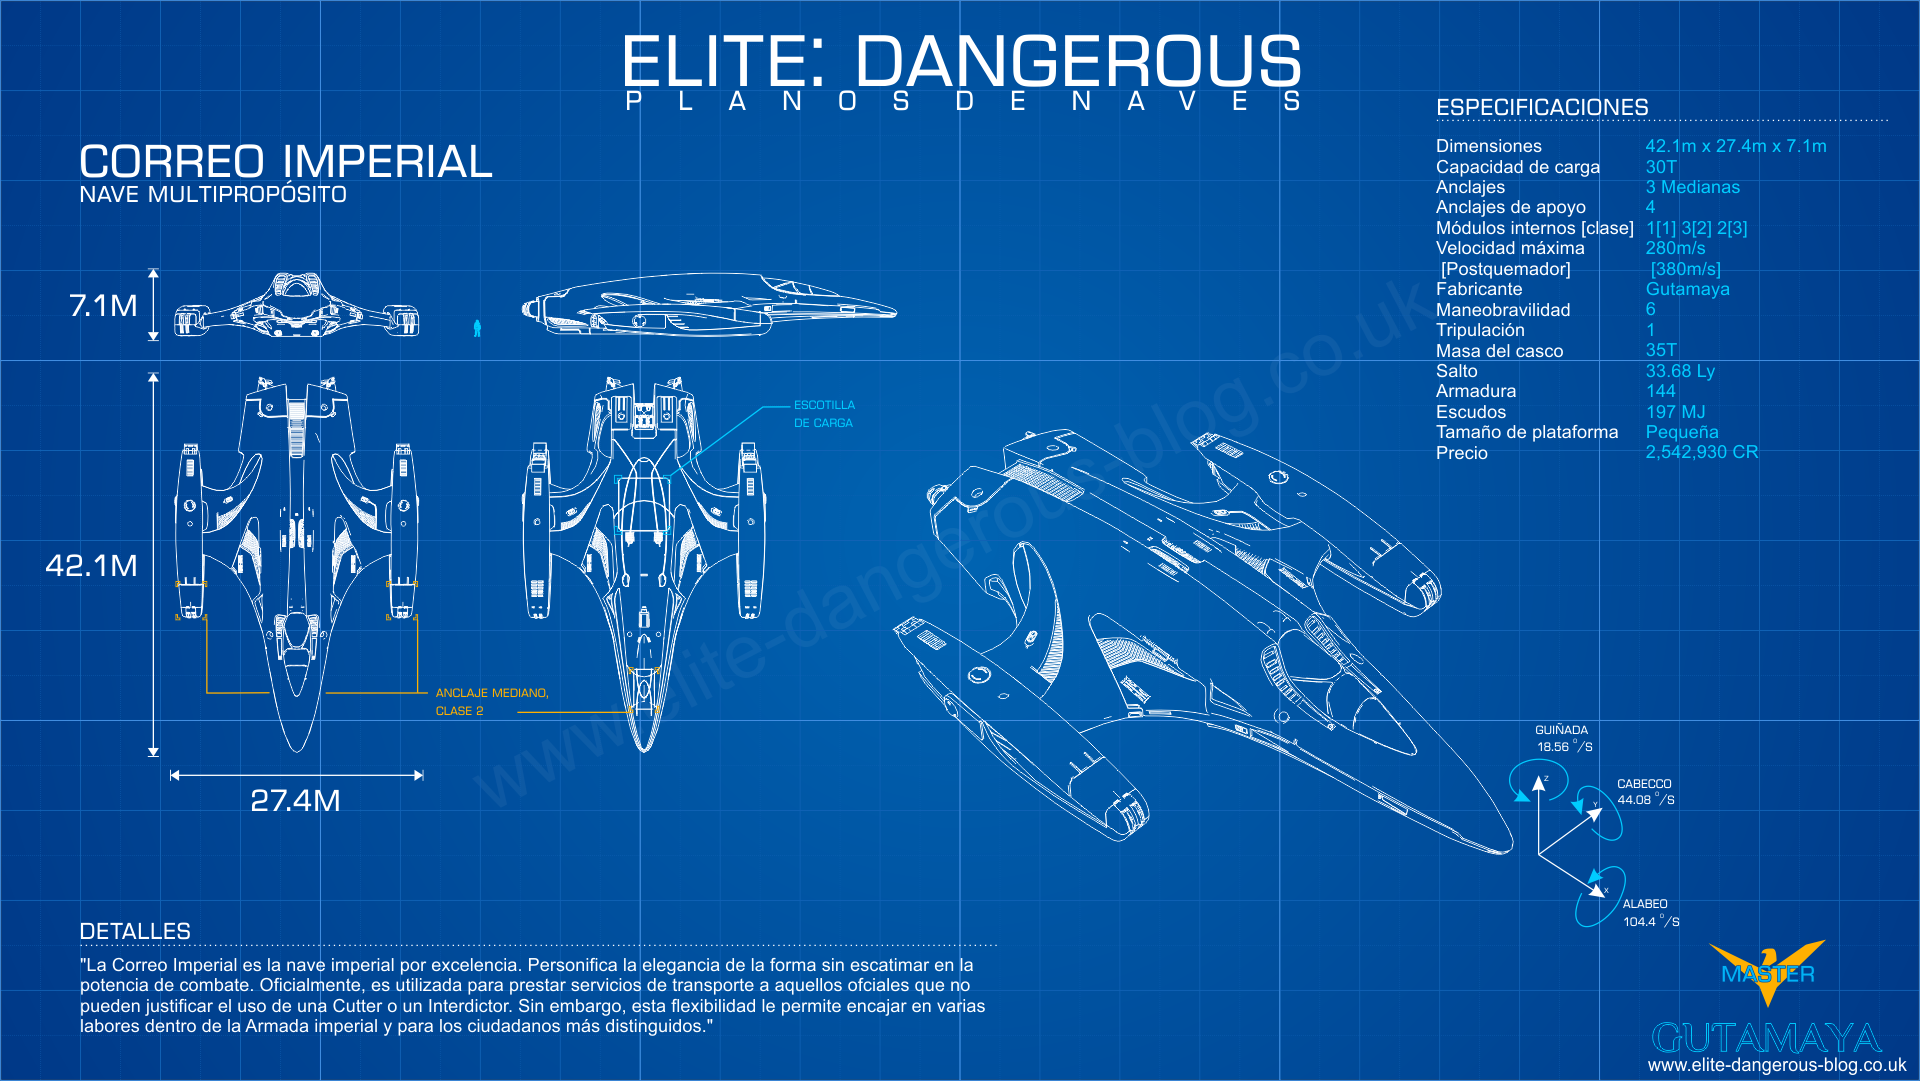 ELITE: DANGEROUS
PLANOS DE NAVES
CORREO IMPERIAL
NAVE MULTIPROPÓSITO
ESPECIFICACIONES
Dimensiones 42.1m x 27.4m x 7.1m
Capacidad de carga 30T
Anclajes 3 Medianas
Anclajes de apoyo 4
Módulos internos [clase] 1[1] 3[2] 2[3]
Velocidad máxima 280m/s
[Postquemador] [380m/s]
Fabricante Gutamaya
Maneobravilidad 6
Tripulación 1
Masa del casco 35T
Salto 33.68 Ly
Armadura 144
Escudos 197 MJ
Tamaño de plataforma Pequeña
Precio 2,542,930 CR
7.1M
42.1M
27.4M
ESCOTILLA
DE CARGA
ANCLAJE MEDIANO,
CLASE 2
www.elite-dangerous-blog.co.uk
GUIÑADA
18.56 °/S
Z
CABECCO
44.08 °/S
Y
X
ALABEO
104.4 °/S
DETALLES
"La Correo Imperial es la nave imperial por excelencia. Personifica la elegancia de la forma sin escatimar en la
potencia de combate. Oficialmente, es utilizada para prestar servicios de transporte a aquellos ofciales que no
pueden justificar el uso de una Cutter o un Interdictor. Sin embargo, esta flexibilidad le permite encajar en varias
labores dentro de la Armada imperial y para los ciudadanos más distinguidos."
MASTER
GUTAMAYA
www.elite-dangerous-blog.co.uk